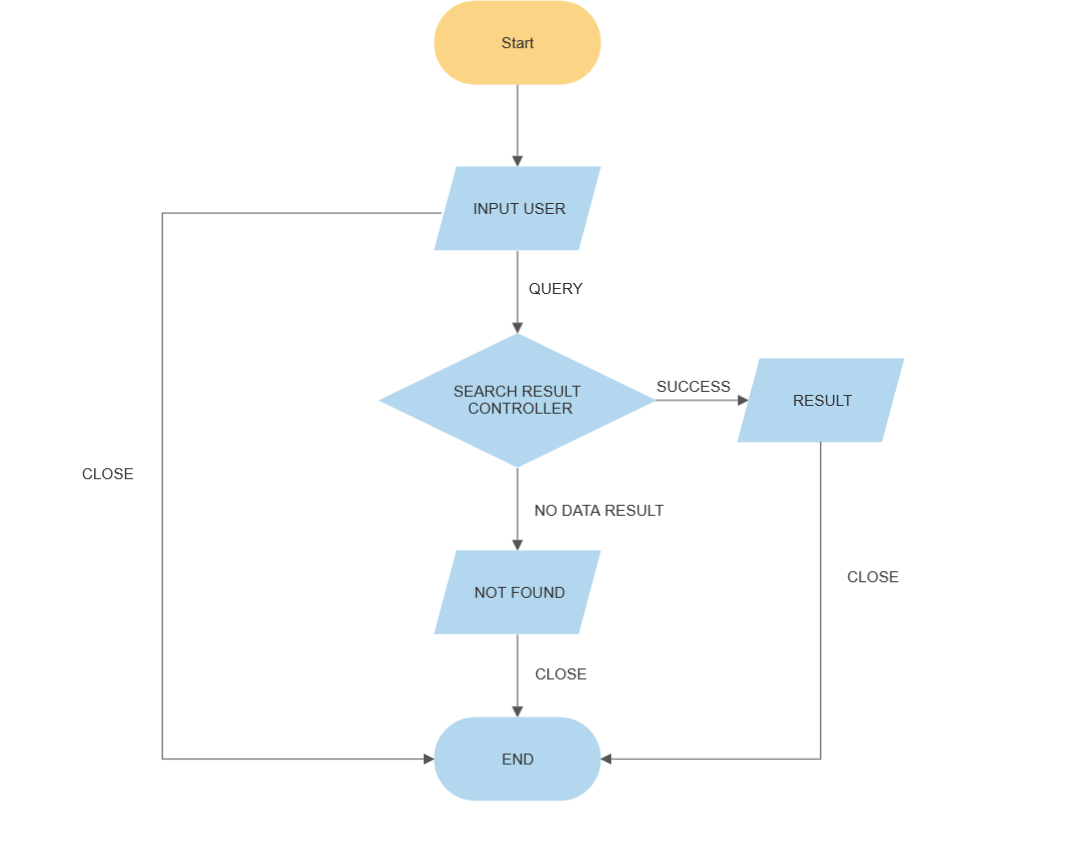 Start
INPUT USER
QUERY
SEARCH RESULT
CONTROLLER
SUCCESS
RESULT
CLOSE
NO DATA RESULT
CLOSE
NOT FOUND
CLOSE
END